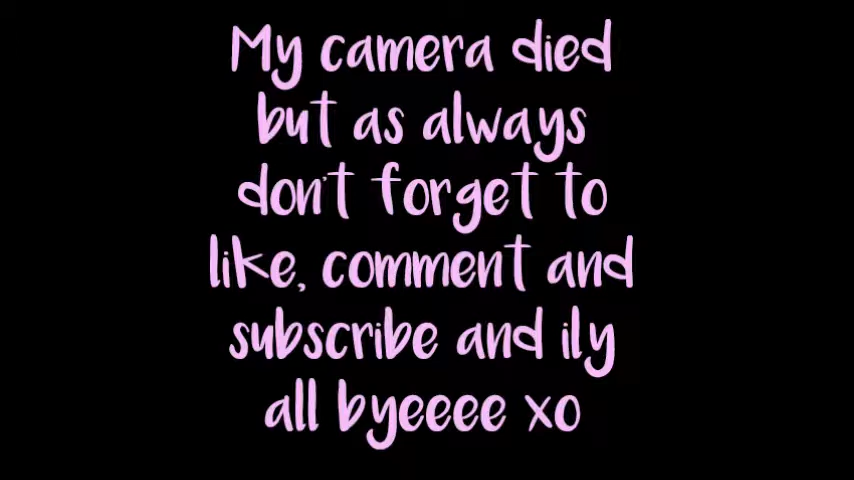 My camera died
but as always
don't forget to
like, comment and
subscribe and ily
all byeeee xo